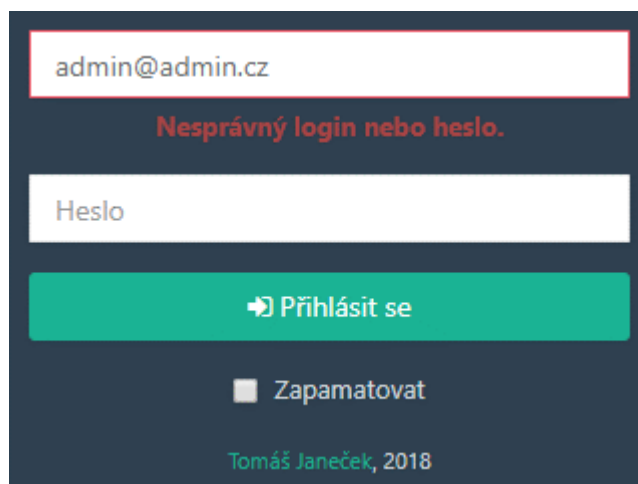 admin@admin.cz
Nesprávný login nebo heslo.
Heslo
Přihlásit se
Zapamatovat
Tomáš Janeček, 2018